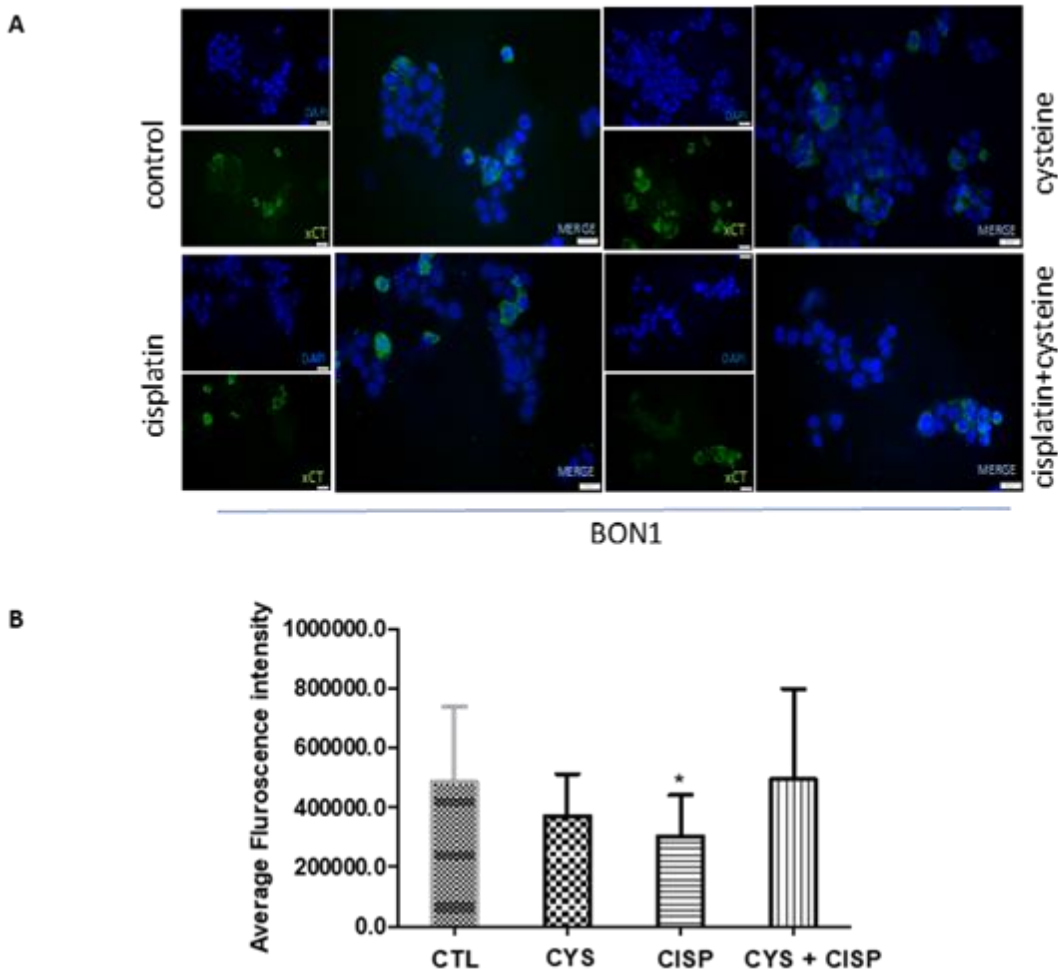 A
control
DAPI
xCT
MERGE
DAPI
xCT
MERGE
cysteine
cisplatin
DAPI
xCT
MERGE
DAPI
xCT
MERGE
cisplatin+cysteine
BON1
B
Average Fluroscence intensity
1000000.0
800000.0
600000.0
400000.0
200000.0
0.0
*
CTL CYS CISP CYS + CISP